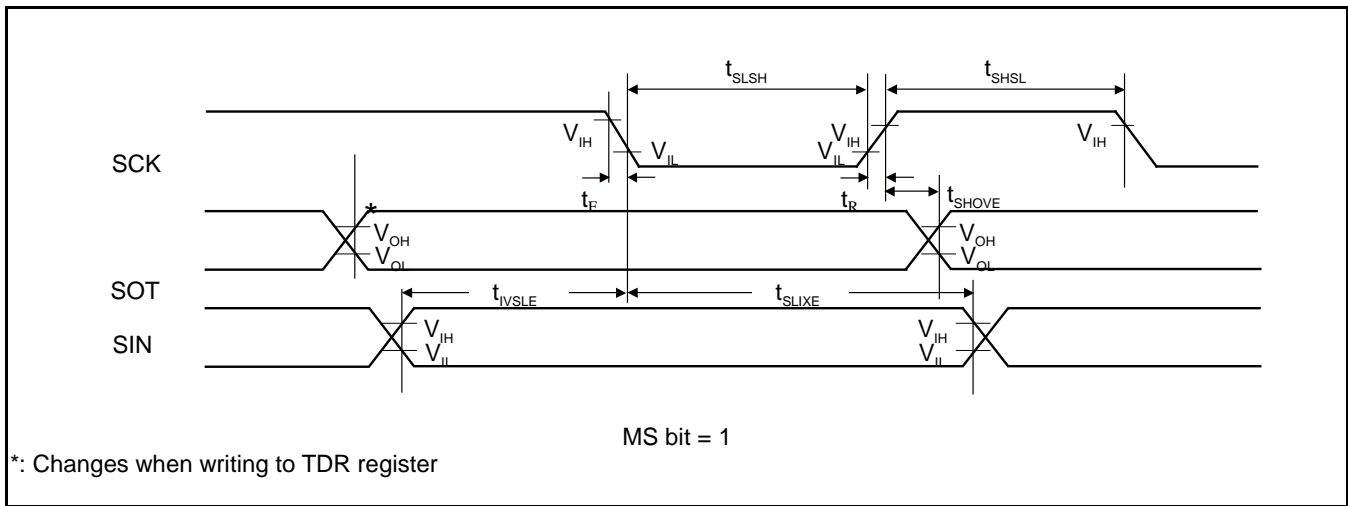 tSLSH
tSHSL
VIH
VIL
VIL
VIH
VIH
SCK
tF
tR
tSHOVE
*
VOH
VOL
VOH
VOL
SOT
tIVSLE
tSLIXE
VIH
VIL
VIH
VIL
SIN
MS bit = 1
*: Changes when writing to TDR register